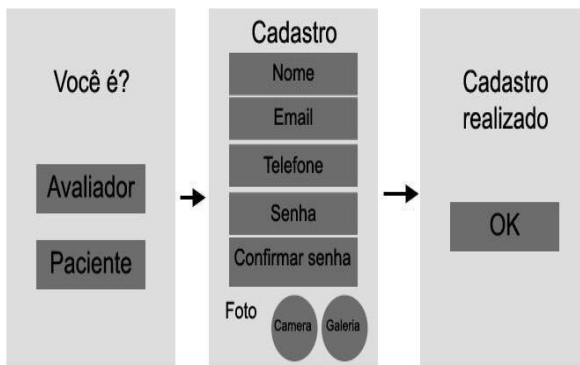 Você é?
Avaliador
Paciente
Cadastro
Nome
Email
Telefone
Senha
Confirmar senha
Foto
Camera
Galeria
Cadastro
realizado
OK